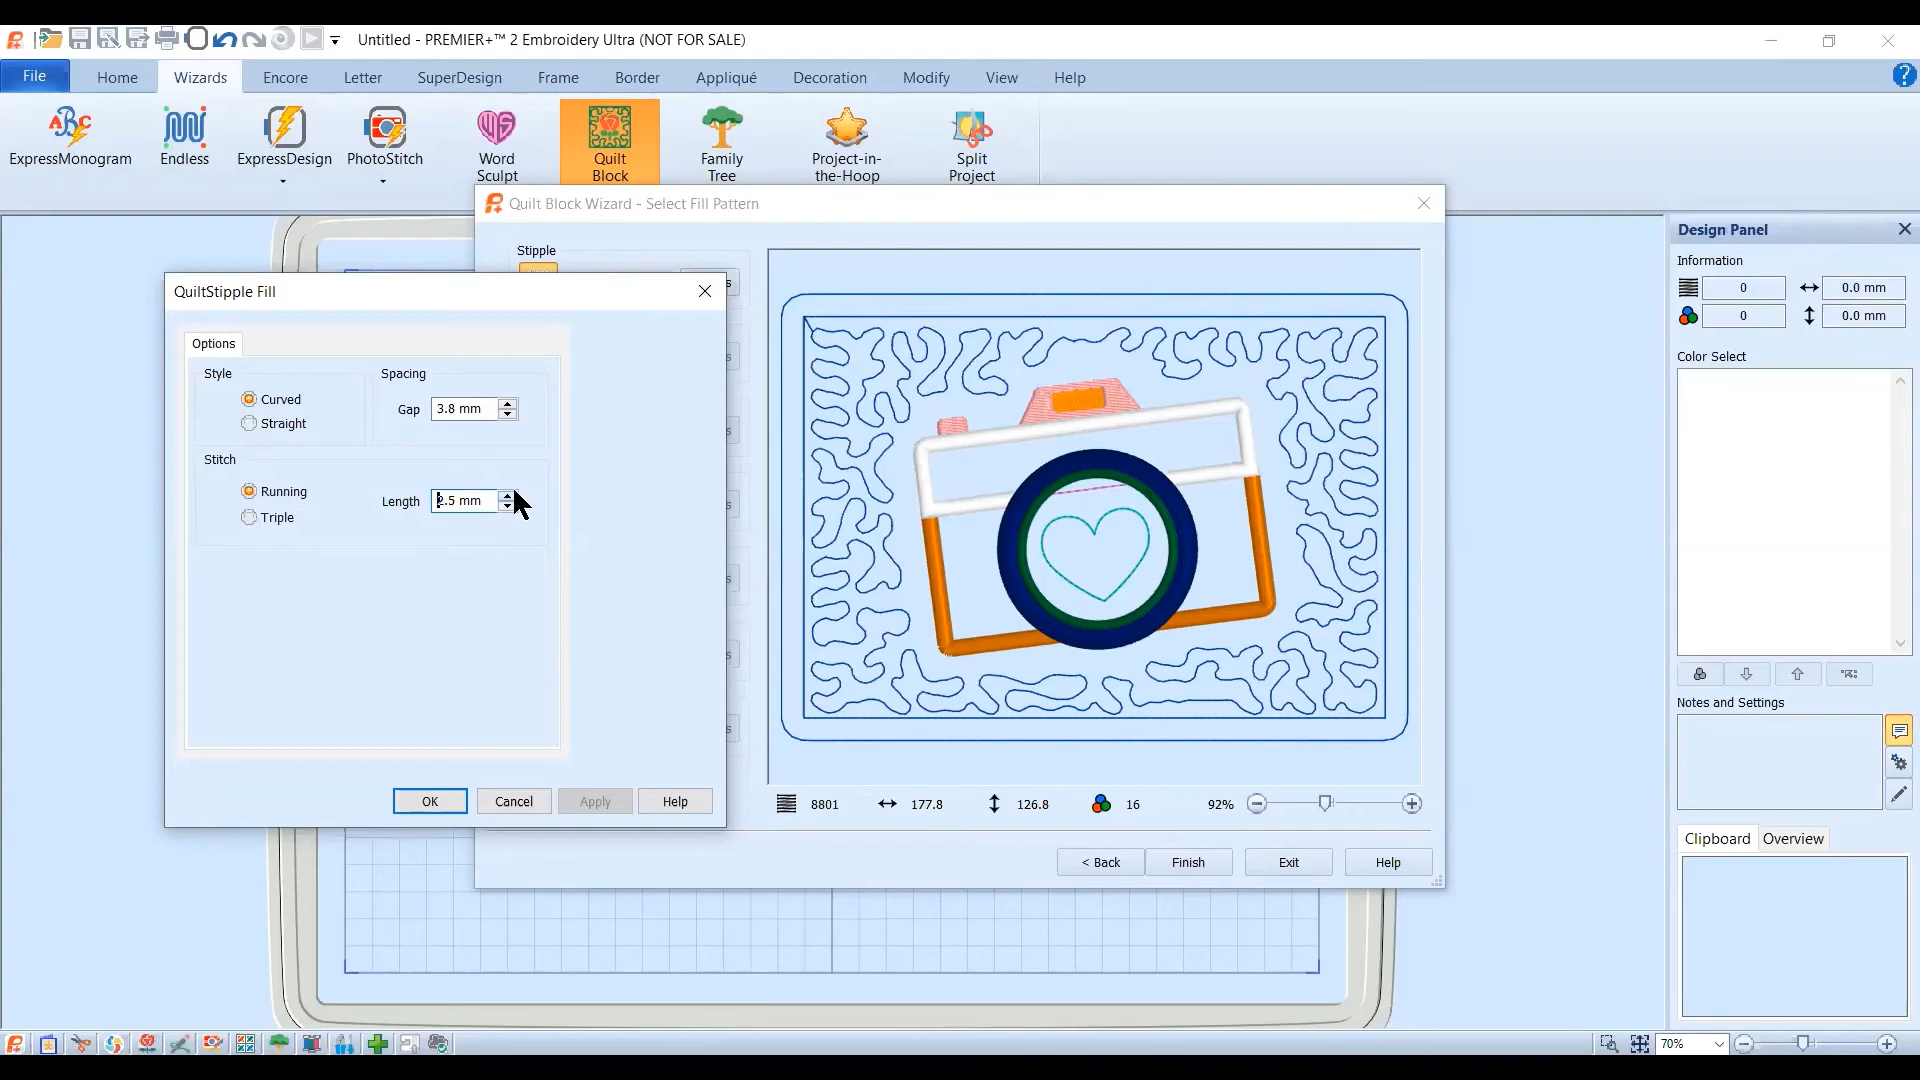 Untitled - PREMIER+™ 2 Embroidery Ultra (NOT FOR SALE)
File Home Wizards Encore Letter SuperDesign Frame Border Appliqué Decoration Modify View Help
ExpressMonogram
Endless
ExpressDesign
PhotoStitch
Word
Sculpt
Quilt
Block
Family
Tree
Project-in-
the-Hoop
Split
Project
Quilt Block Wizard - Select Fill Pattern
Stipple
QuiltStipple Fill
Options
Style
Curved
Straight
Spacing
Gap 3.8 mm
Stitch
Running
Triple
Length 2.5 mm
OK Cancel Apply Help
8801 177.8 126.8 16 92%
< Back Finish Exit Help
Design Panel
Information
0 0.0 mm
0 0.0 mm
Color Select
Notes and Settings
Clipboard Overview
70%